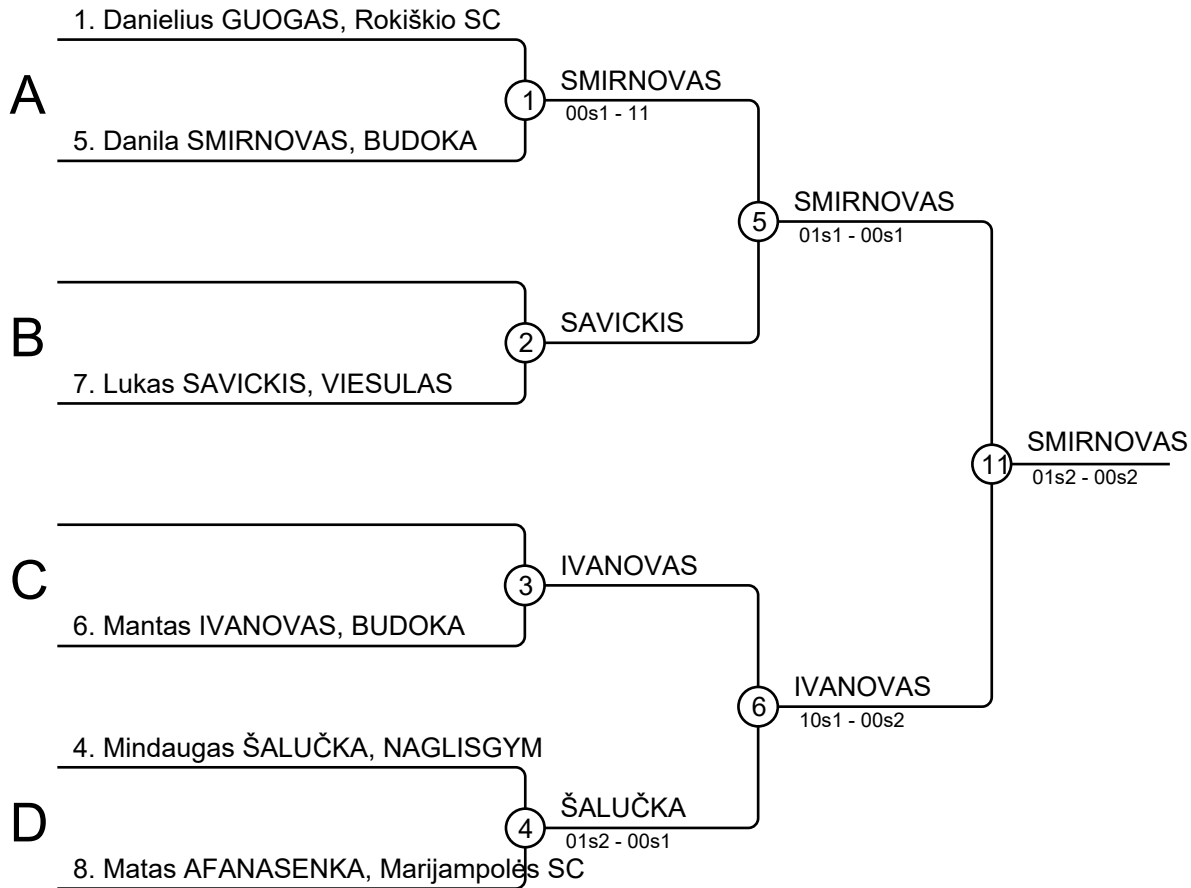 1. Danielius GUOGAS, Rokiškio SC
A
1
SMIRNOVAS
00s1 - 11
5. Danila SMIRNOVAS, BUDOKA
5
SMIRNOVAS
01s1 - 00s1
B
2
SAVICKIS
7. Lukas SAVICKIS, VIESULAS
11
SMIRNOVAS
01s2 - 00s2
C
3
IVANOVAS
6. Mantas IVANOVAS, BUDOKA
6
IVANOVAS
10s1 - 00s2
4. Mindaugas ŠALUČKA, NAGLISGYM
D
4
ŠALUČKA
01s2 - 00s1
8. Matas AFANASENKA, Marijampolės SC